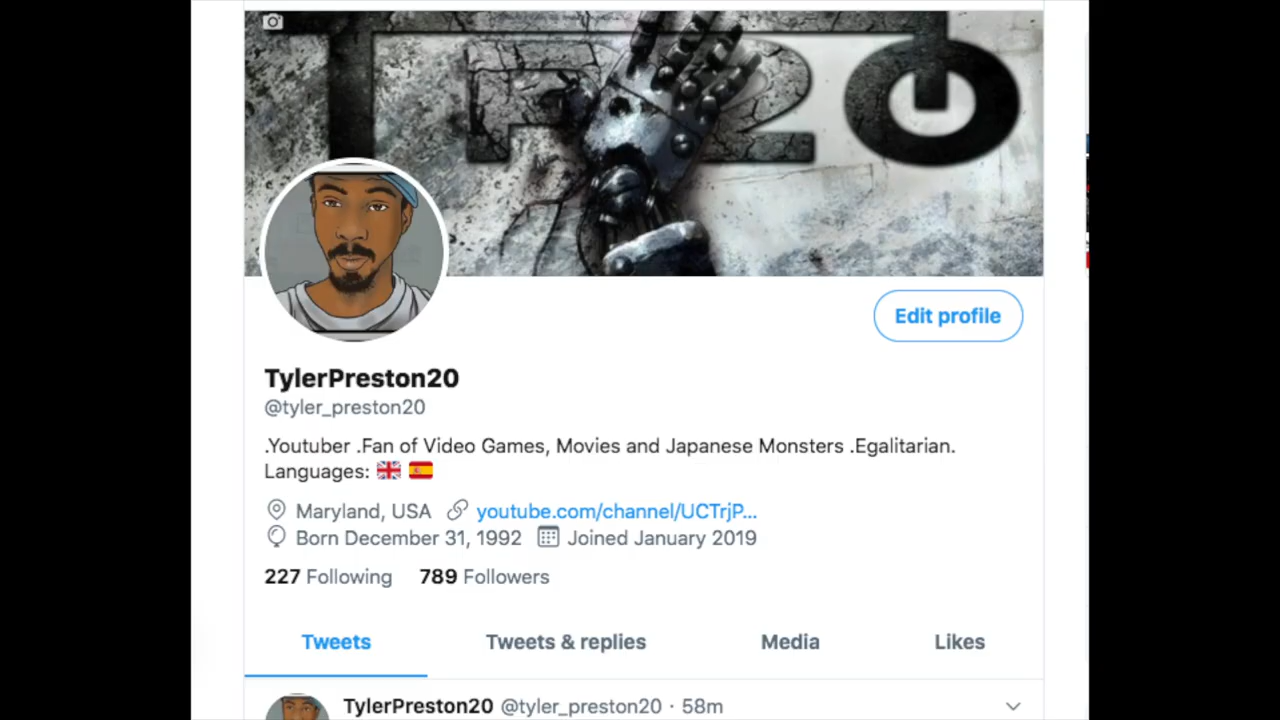 TP20
Edit profile
TylerPreston20
@tyler_preston20
.Youtuber .Fan of Video Games, Movies and Japanese Monsters .Egalitarian.
Languages: 🇬🇧 🇪🇸
Maryland, USA youtube.com/channel/UCTrjP...
Born December 31, 1992 Joined January 2019
227 Following 789 Followers
Tweets Tweets & replies Media Likes
TylerPreston20 @tyler_preston20 · 58m